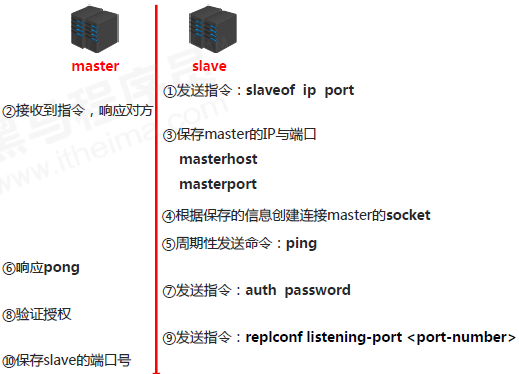 master slave
①发送指令：slaveof ip port
②接收到指令，响应对方
③保存master的IP与端口
masterhost
masterport
④根据保存的信息创建连接master的socket
⑤周期性发送命令：ping
⑥响应pong
⑦发送指令：auth password
⑧验证授权
⑨发送指令：replconf listening-port <port-number>
⑩保存slave的端口号
黑马程序员
www.itheima.com